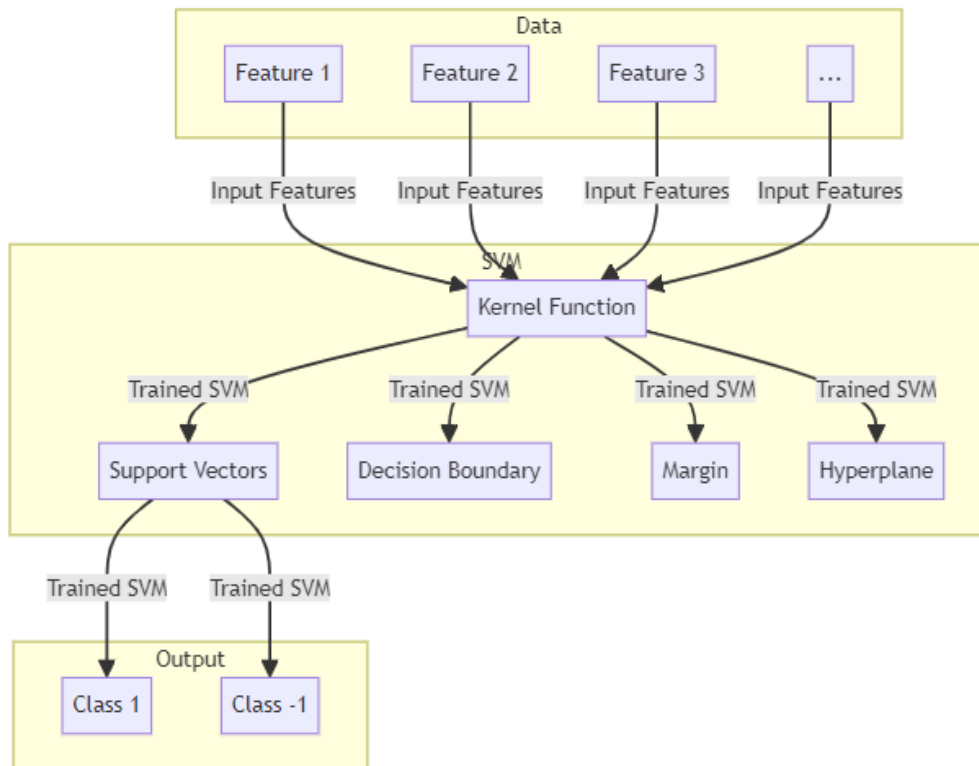 Data
Feature 1
Feature 2
Feature 3
...
Input Features
Input Features
Input Features
Input Features
SVM
Kernel Function
Trained SVM
Trained SVM
Trained SVM
Trained SVM
Support Vectors
Decision Boundary
Margin
Hyperplane
Trained SVM
Trained SVM
Output
Class 1
Class -1